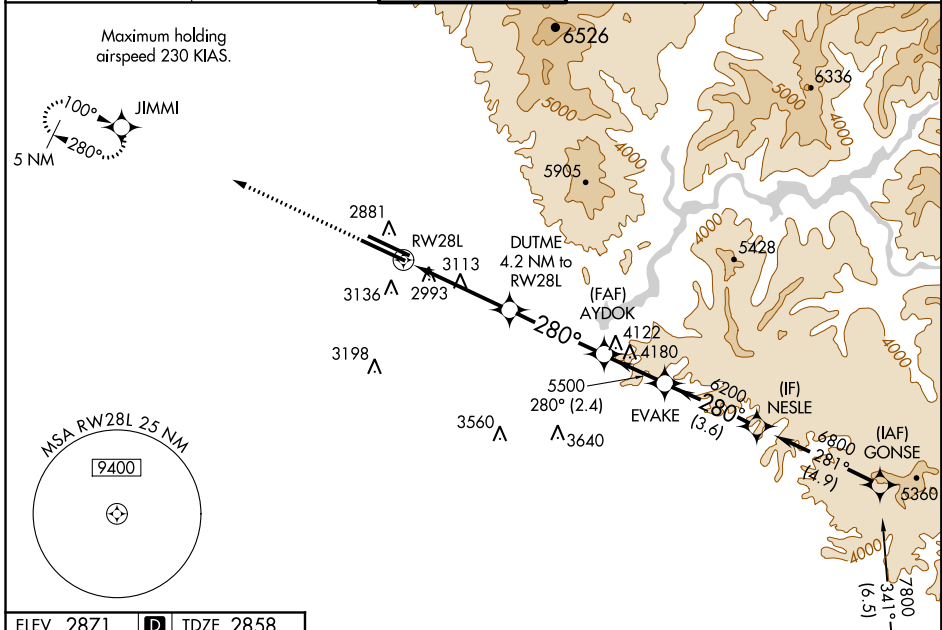 Maximum holding
airspeed 230 KIAS.
100°
JIMMI
280°
5 NM
6526
6336
5000
5000
4000
4000
5905
2881
RW28L
DUTME
4.2 NM to
RW28L
3113
2993
3136
4000
5428
(FAF)
AYDOK
280°
4122
4180
3198
4000
5500
280° (2.4)
EVAKE
6200
280°
(3.6)
(IF)
NESLE
3560
3640
6800
281°
(4.9)
(IAF)
GONSE
5360
MSA RW28L 25 NM
9400
4000
7800
341°
(6.5)
ELEV 2871 D TDZE 2858